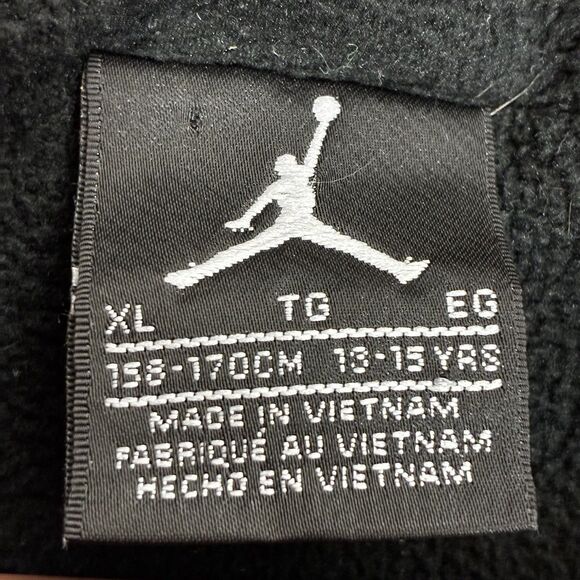 XL TG EG
158-170CM 13-15 YRS
MADE IN VIETNAM
FABRIQUÉ AU VIETNAM
HECHO EN VIETNAM